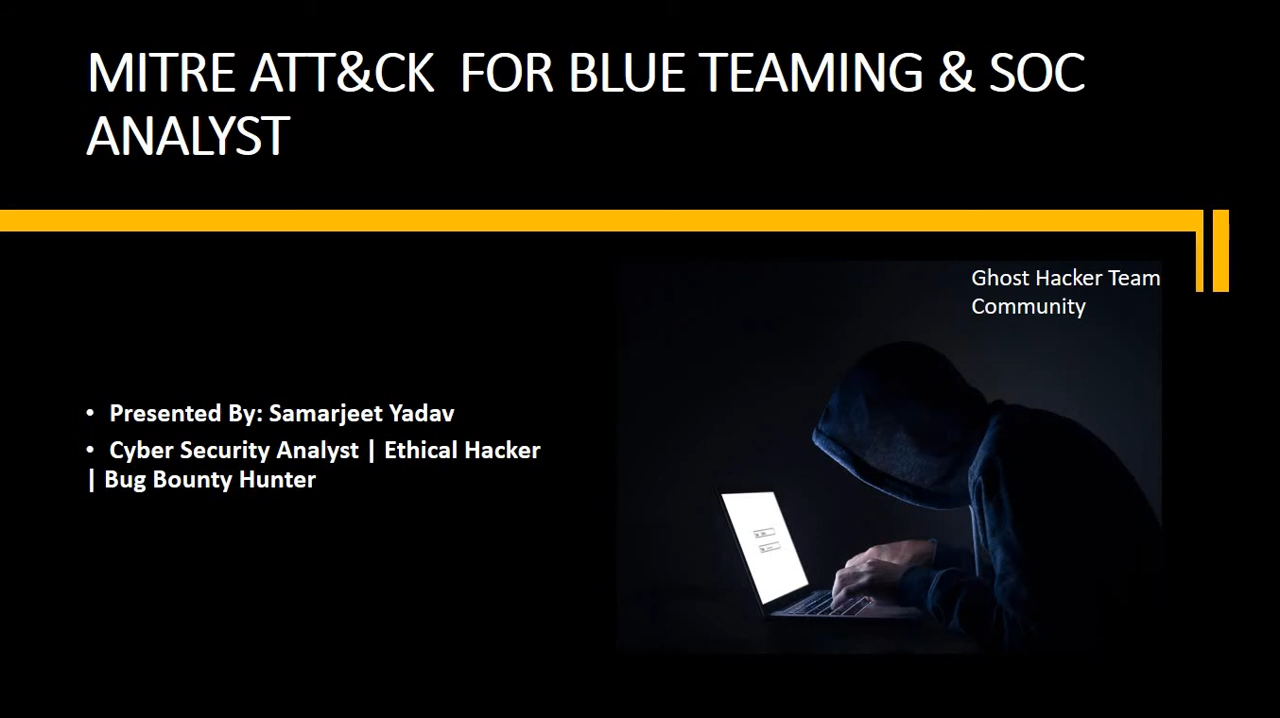 MITRE ATT&CK  FOR BLUE TEAMING & SOC
ANALYST
Ghost Hacker Team
Community
• Presented By: Samarjeet Yadav
• Cyber Security Analyst | Ethical Hacker
| Bug Bounty Hunter